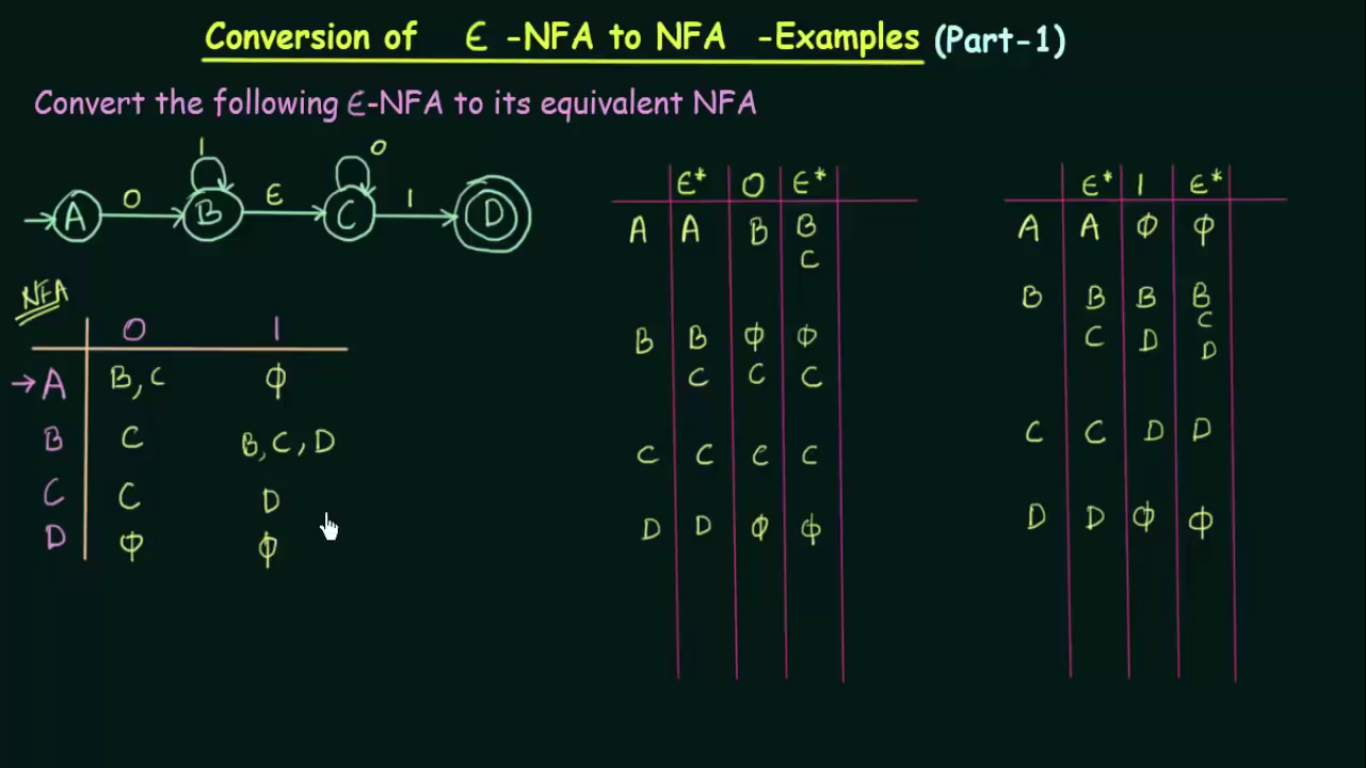 Conversion of ϵ -NFA to NFA -Examples (Part-1)
Convert the following ϵ-NFA to its equivalent NFA
1 0
0 ϵ 1
A B C D
NFA
0 1
→ A B, C Φ
B C B, C, D
C C D
D Φ Φ
ϵ* 0 ϵ*
A A B B
C
B B Φ Φ
C C C
C C C C
D D Φ Φ
ϵ* 1 ϵ*
A A Φ Φ
B B B B
C
C D
D
C C D D
D D Φ Φ